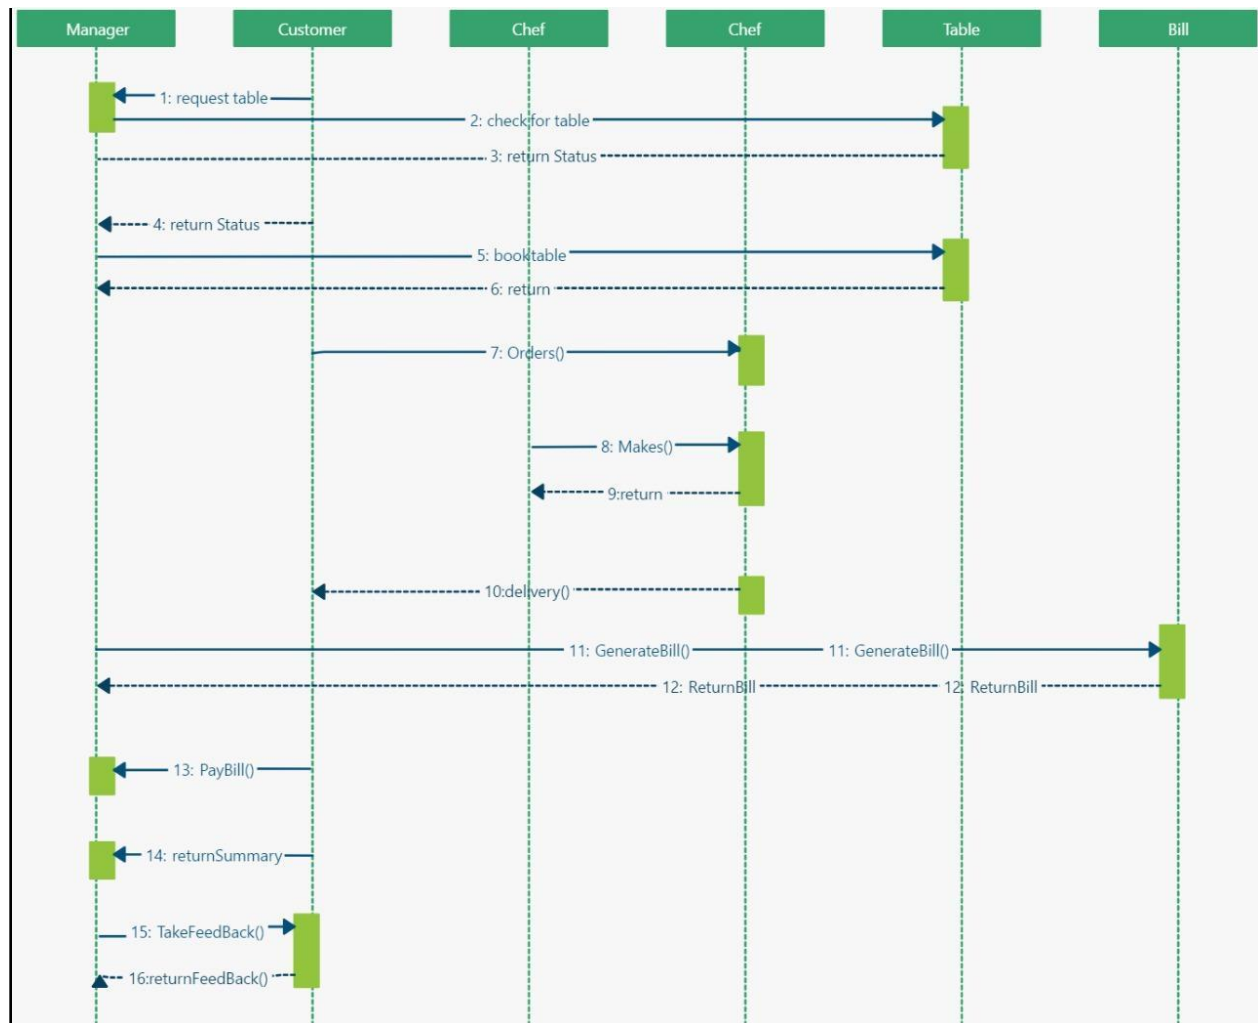 Manager Customer Chef Chef Table Bill
1: request table
2: check for table
3: return Status
4: return Status
5: book table
6: return
7: Orders()
8: Makes()
9:return
10:delivery()
11: GenerateBill() 11: GenerateBill()
12: ReturnBill 12: ReturnBill
13: PayBill()
14: returnSummary
15: TakeFeedBack()
16:returnFeedBack()